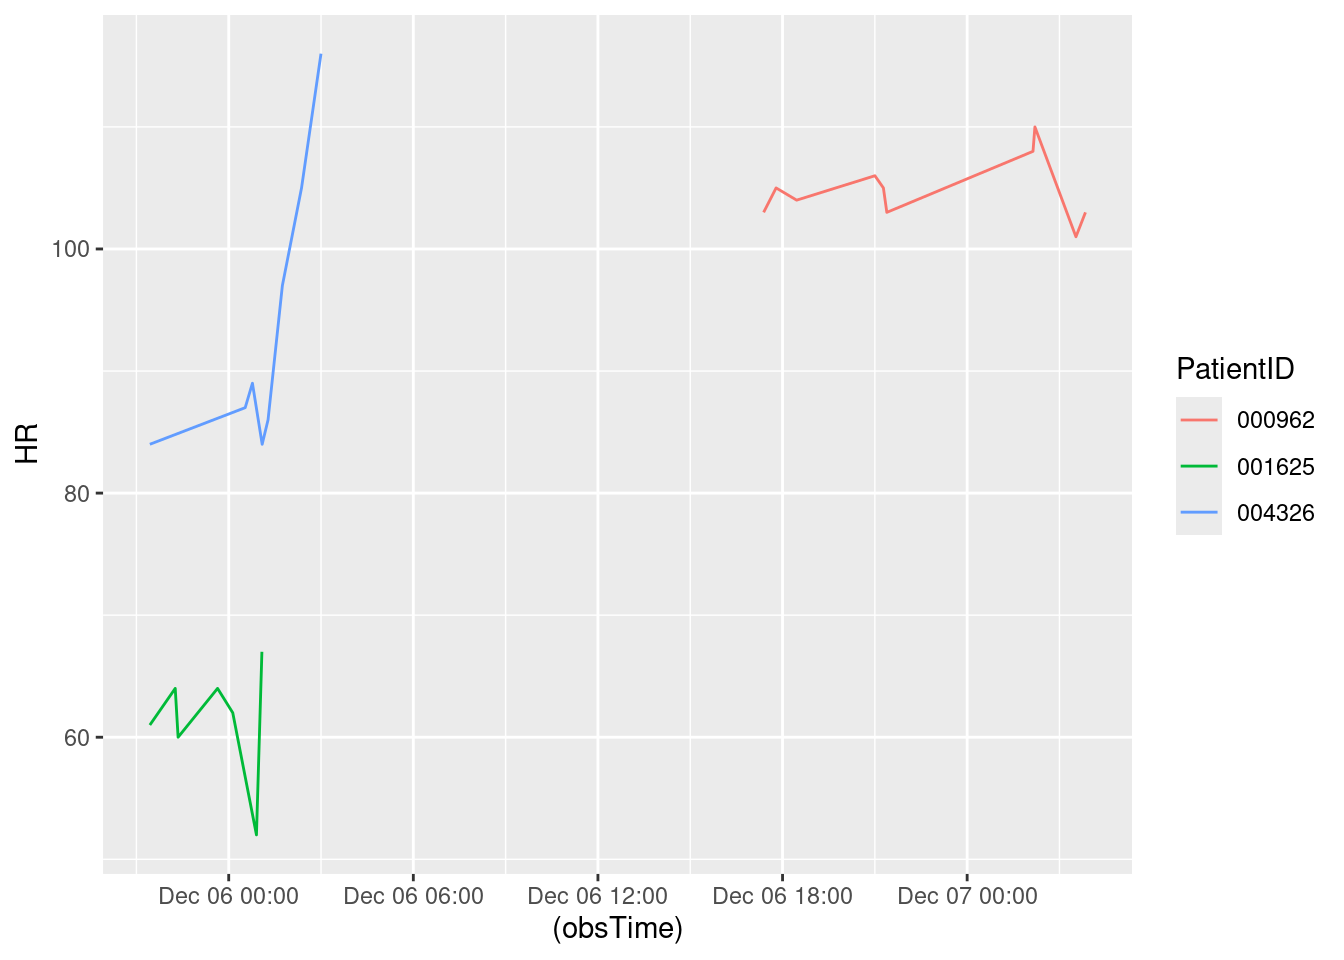 HR
100
80
60
Dec 06 00:00
Dec 06 06:00
Dec 06 12:00
Dec 06 18:00
Dec 07 00:00
(obsTime)
PatientID
000962
001625
004326